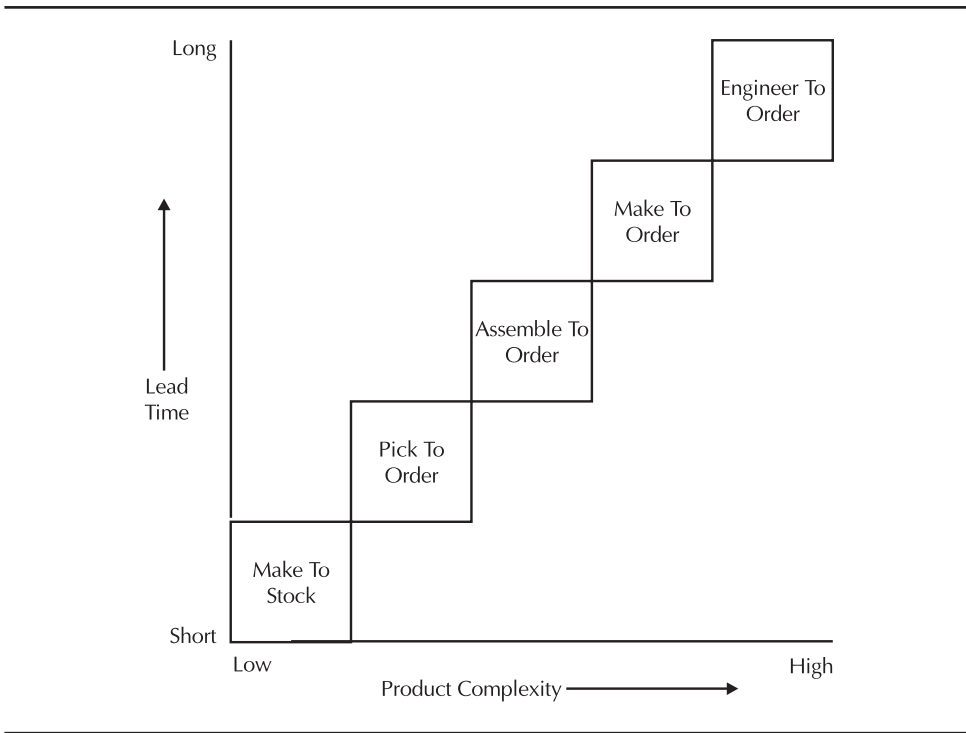 Long
Engineer To
Order
Make To
Order
Assemble To
Order
Lead
Time
Pick To
Order
Make To
Stock
Short
Low
High
Product Complexity